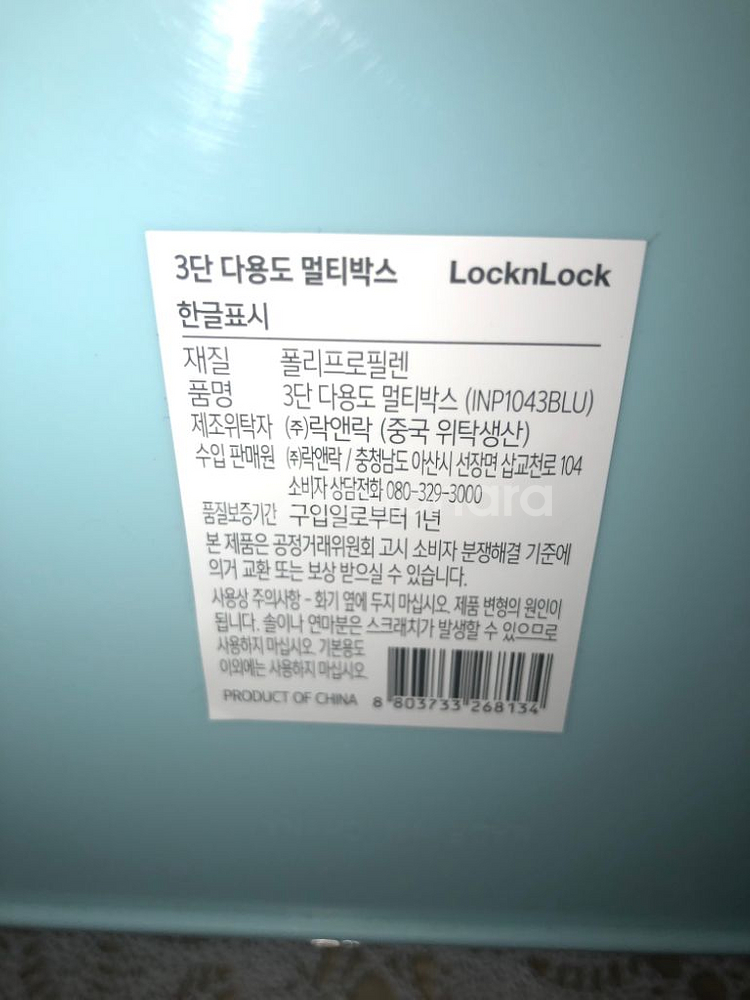 3단 다용도 멀티박스 LocknLock
한글표시
재질 폴리프로필렌
품명 3단 다용도 멀티박스 (INP1043BLU)
제조위탁자 (주)락앤락 (중국 위탁생산)
수입 판매원 (주)락앤락 / 충청남도 아산시 선장면 삽교천로 104
소비자 상담전화 080-329-3000
품질보증기간 구입일로부터 1년
본 제품은 공정거래위원회 고시 소비자 분쟁해결 기준에
의거 교환 또는 보상 받으실 수 있습니다.
사용상 주의사항 - 화기 옆에 두지 마십시오. 제품 변형의 원인이
됩니다. 솔이나 연마분은 스크래치가 발생할 수 있으므로
사용하지 마십시오. 기본용도
이외에는 사용하지 마십시오.
PRODUCT OF CHINA 8 803733 268134